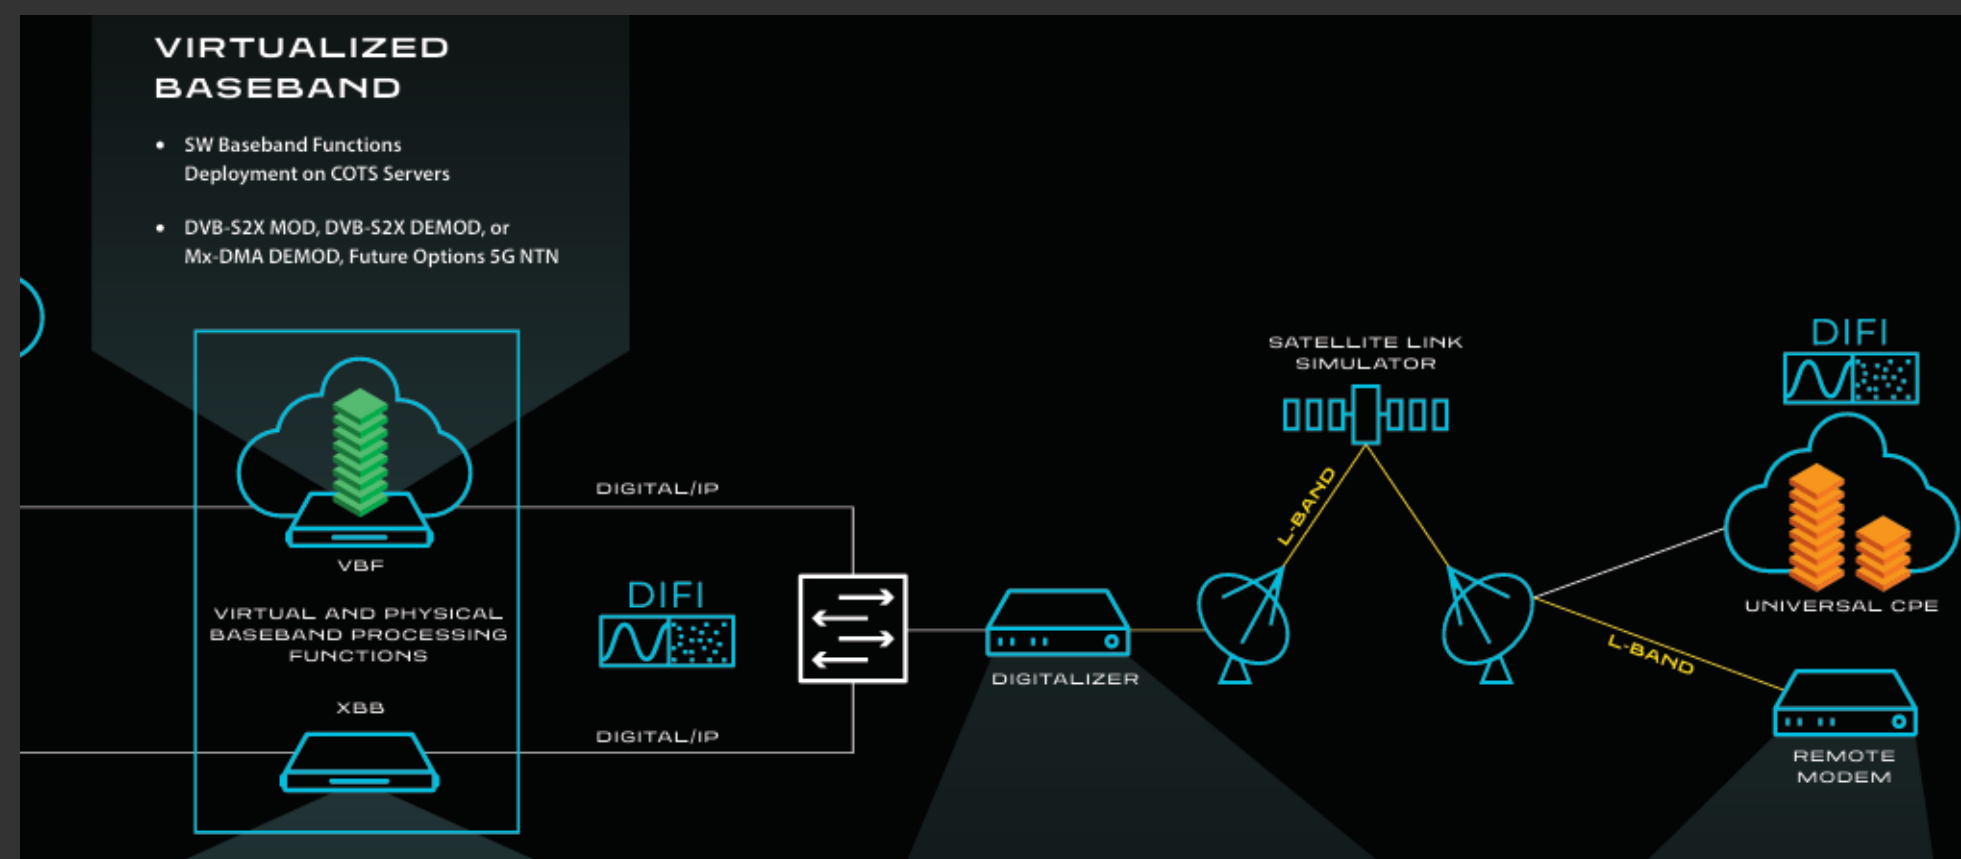 VIRTUALIZED
BASEBAND
• SW Baseband Functions
Deployment on COTS Servers
• DVB-S2X MOD, DVB-S2X DEMOD, or
Mx-DMA DEMOD, Future Options 5G NTN
SATELLITE LINK
SIMULATOR
DIFI
L-BAND
DIGITAL/IP
VBF
DIFI
VIRTUAL AND PHYSICAL
BASEBAND PROCESSING
FUNCTIONS
UNIVERSAL CPE
L-BAND
DIGITALIZER
XBB
DIGITAL/IP
REMOTE
MODEM